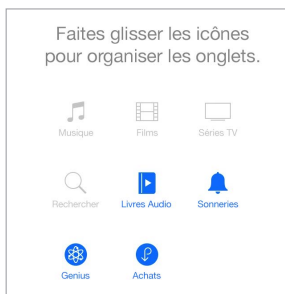 Faites glisser les icônes
pour organiser les onglets.
Musique Films Séries TV
Rechercher Livres Audio Sonneries
Genius Achats